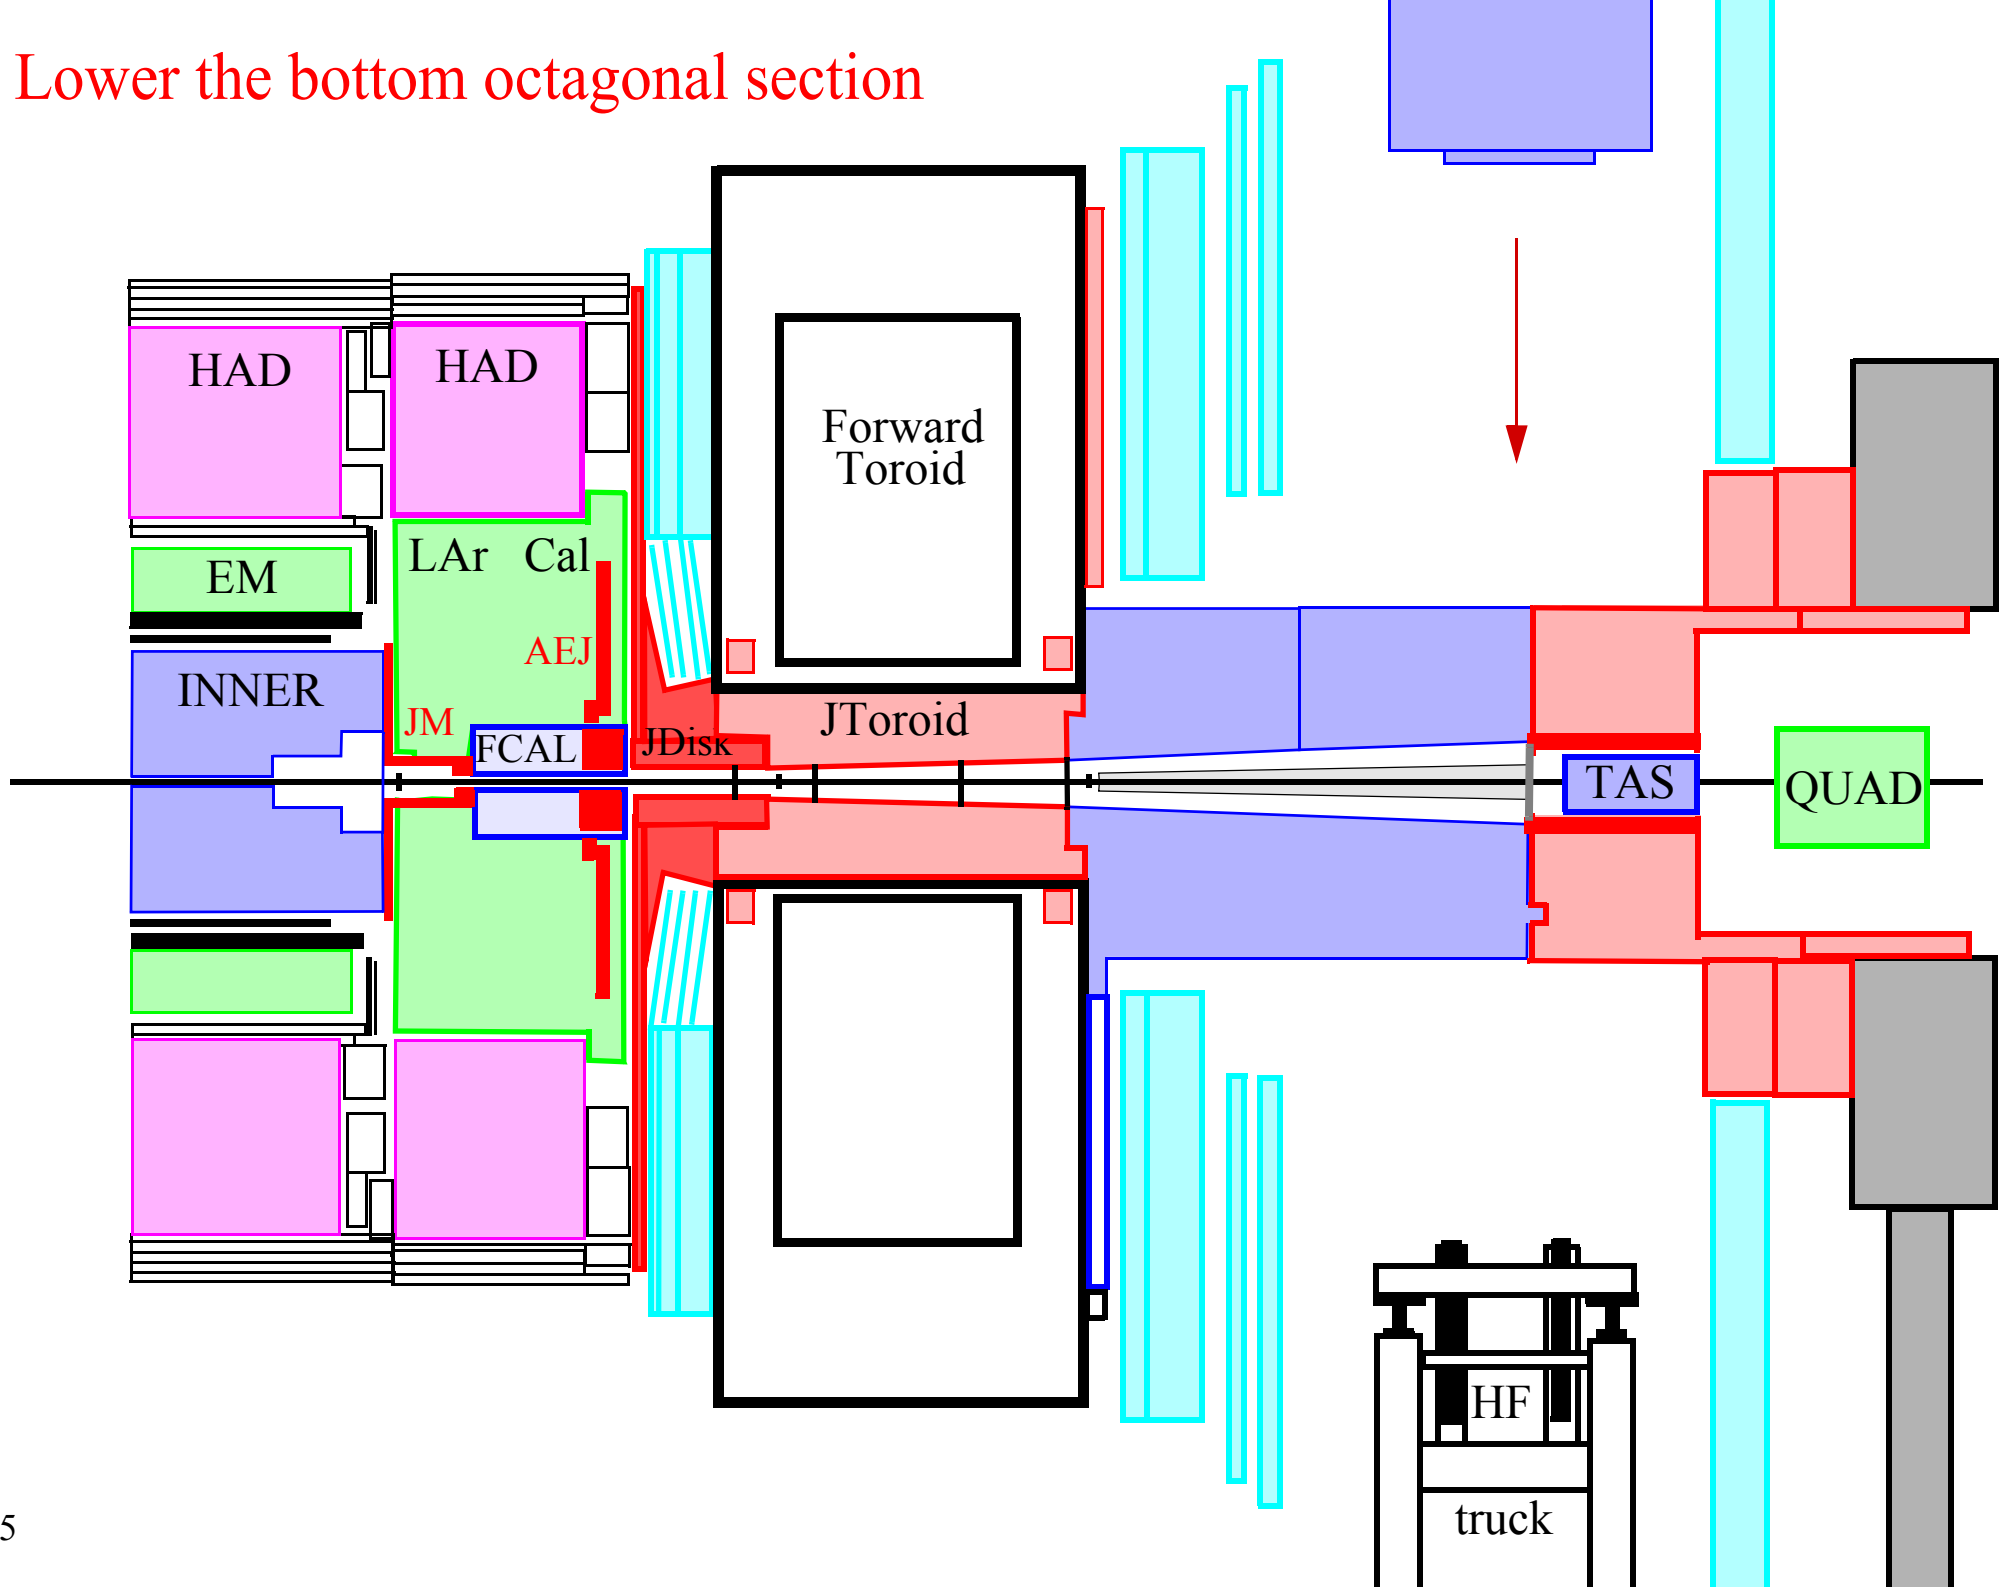 Lower the bottom octagonal section
HAD
HAD
Forward
Toroid
LAr Cal
EM
AEJ
INNER
JM
JToroid
FCAL
JDisk
TAS
QUAD
HF
truck
5